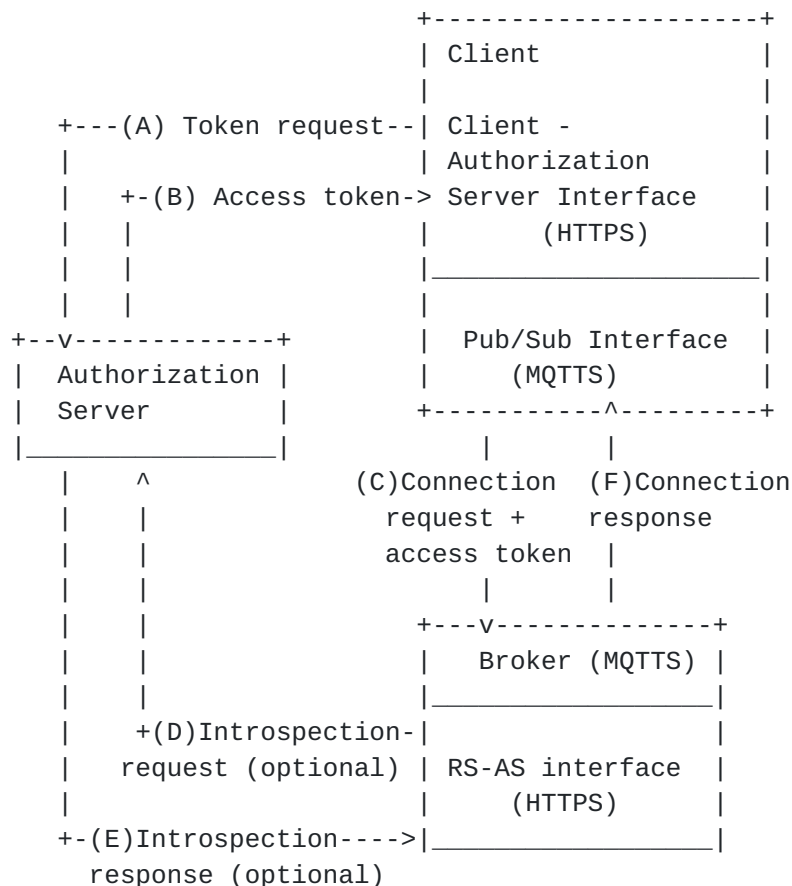 Client
(A) Token request
Client -
Authorization
(B) Access token
Server Interface
(HTTPS)
Pub/Sub Interface
Authorization
(MQTTS)
Server
(C)Connection (F)Connection
request + response
access token
Broker (MQTTS)
(D)Introspection
request (optional) RS-AS interface
(HTTPS)
(E)Introspection
response (optional)